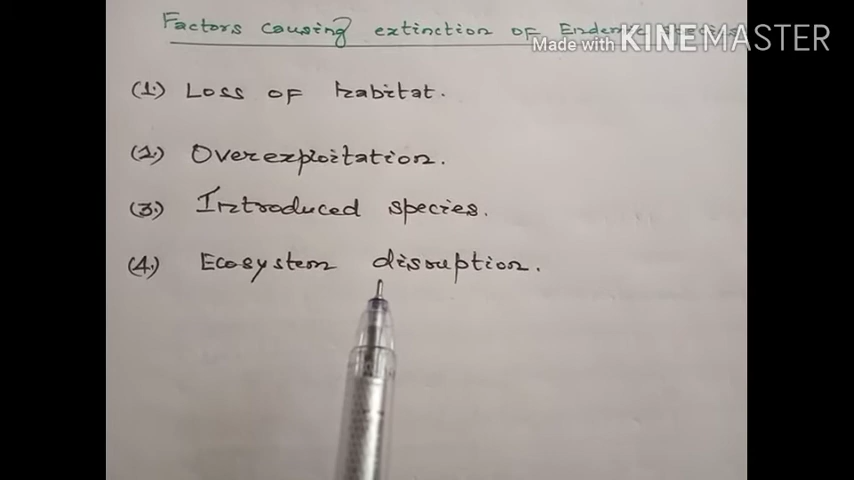 Factors causing extinction of
Made with KINEMASTER
(1.) Loss of habitat.
(2.) Overexploitation.
(3.) Introduced species.
(4.) Ecosystem disruption.